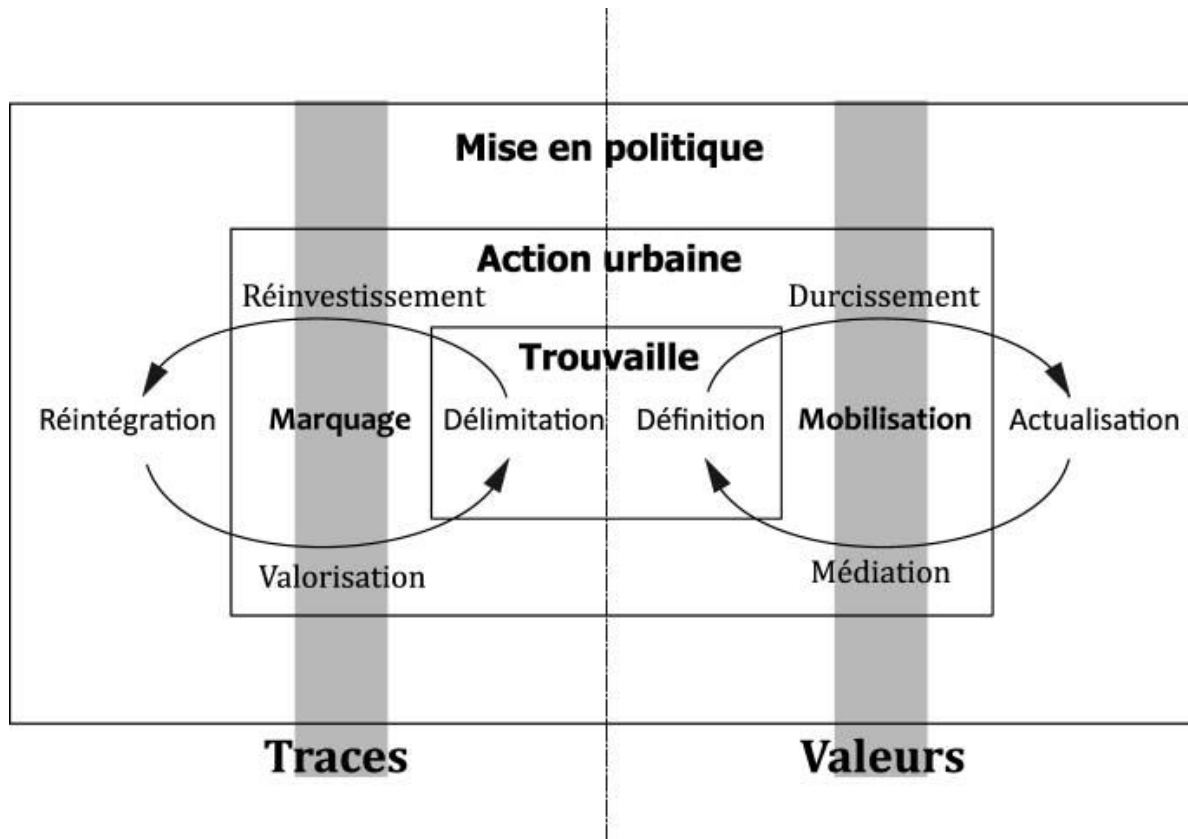 Mise en politique
Action urbaine
Réinvestissement
Durcissement
Trouvaille
Réintégration
Marquage
Délimitation
Définition
Mobilisation
Actualisation
Valorisation
Médiation
Traces
Valeurs